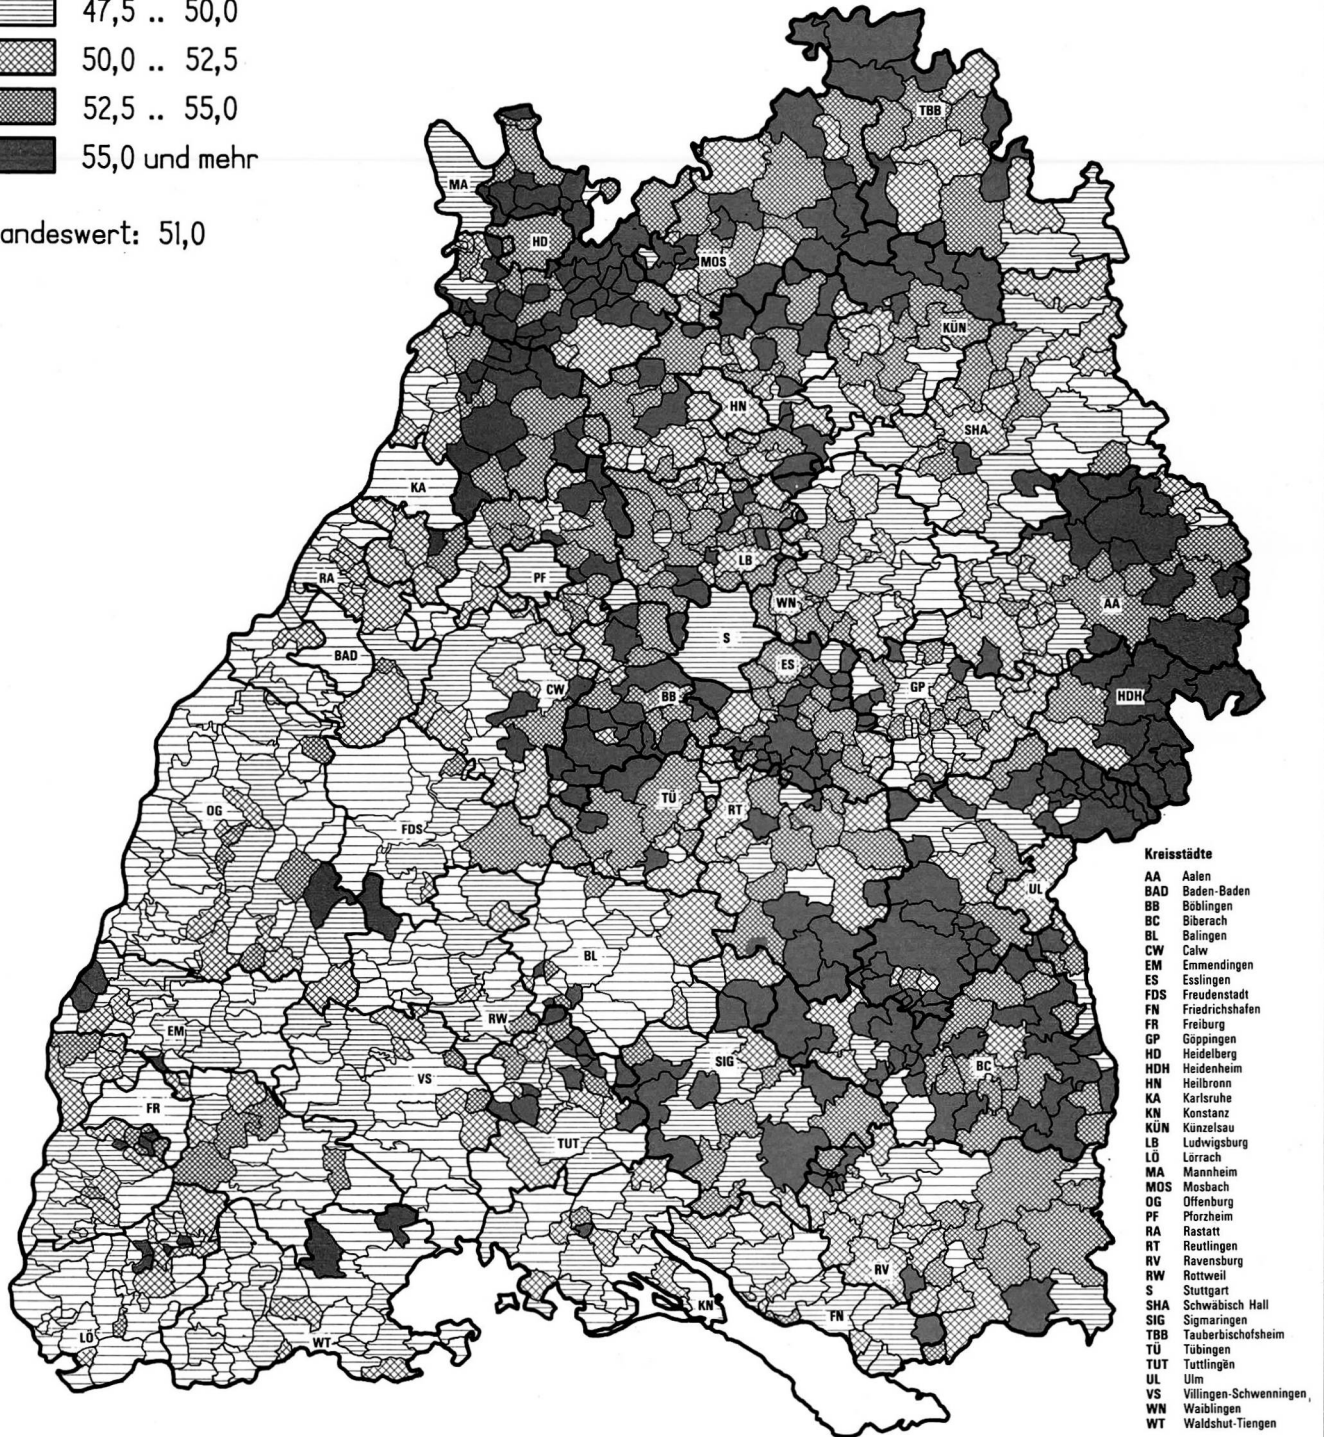 47,5 .. 50,0
50,0 .. 52,5
52,5 .. 55,0
55,0 und mehr
andeswert: 51,0
TBB
MA
HD
MOS
KÜN
HN
SHA
KA
LB
RA
PF
WN
AA
S
BAD
ES
CW
BB
GP
HDH
OG
TÜ
RT
FDS
UL
BL
RW
EM
SIG
BC
VS
FR
TUT
RV
KN
FN
LÖ
WT
Kreisstädte
AA Aalen
BAD Baden-Baden
BB Böblingen
BC Biberach
BL Balingen
CW Calw
EM Emmendingen
ES Esslingen
FDS Freudenstadt
FN Friedrichshafen
FR Freiburg
GP Göppingen
HD Heidelberg
HDH Heidenheim
HN Heilbronn
KA Karlsruhe
KN Konstanz
KÜN Künzelsau
LB Ludwigsburg
LÖ Lörrach
MA Mannheim
MOS Mosbach
OG Offenburg
PF Pforzheim
RA Rastatt
RT Reutlingen
RV Ravensburg
RW Rottweil
S Stuttgart
SHA Schwäbisch Hall
SIG Sigmaringen
TBB Tauberbischofsheim
TÜ Tübingen
TUT Tuttlingen
UL Ulm
VS Villingen-Schwenningen
WN Waiblingen
WT Waldshut-Tiengen